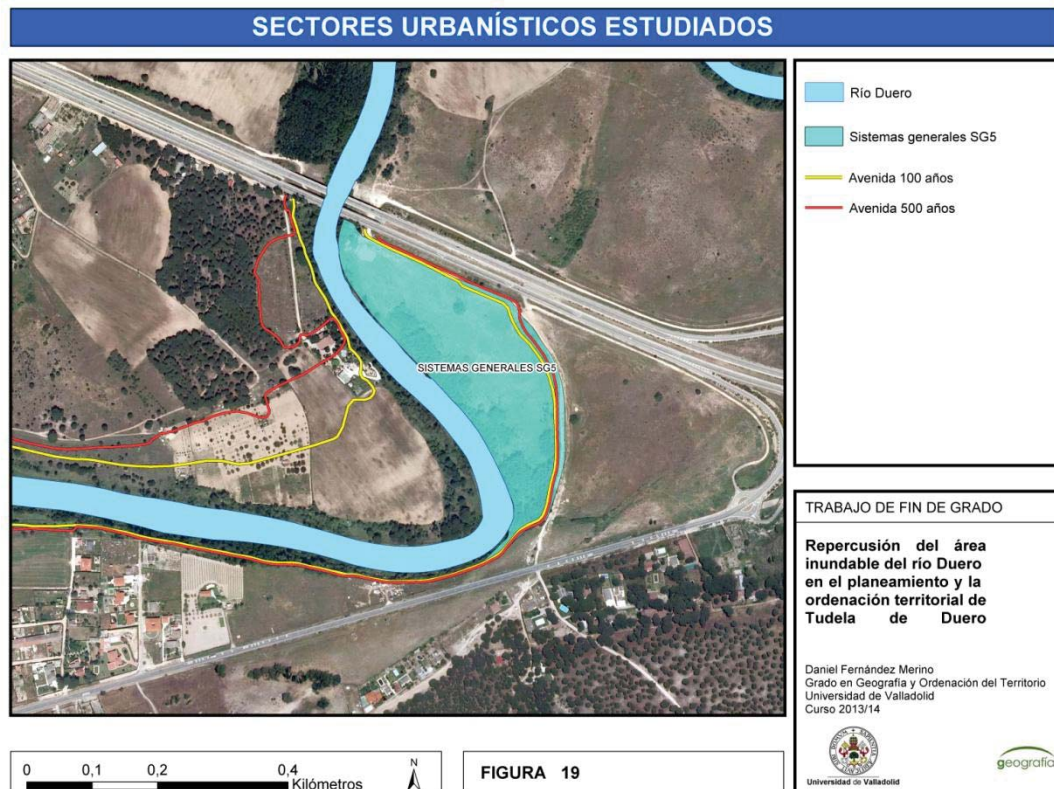 SECTORES URBANÍSTICOS ESTUDIADOS
SISTEMAS GENERALES SG5
Río Duero
Sistemas generales SG5
Avenida 100 años
Avenida 500 años
TRABAJO DE FIN DE GRADO
Repercusión del área
inundable del río Duero
en el planeamiento y la
ordenación territorial de
Tudela de Duero
Daniel Fernández Merino
Grado en Geografía y Ordenación del Territorio
Universidad de Valladolid
Curso 2013/14
Universidad de Valladolid
geografía
0 0,1 0,2 0,4
Kilómetros
N
FIGURA 19